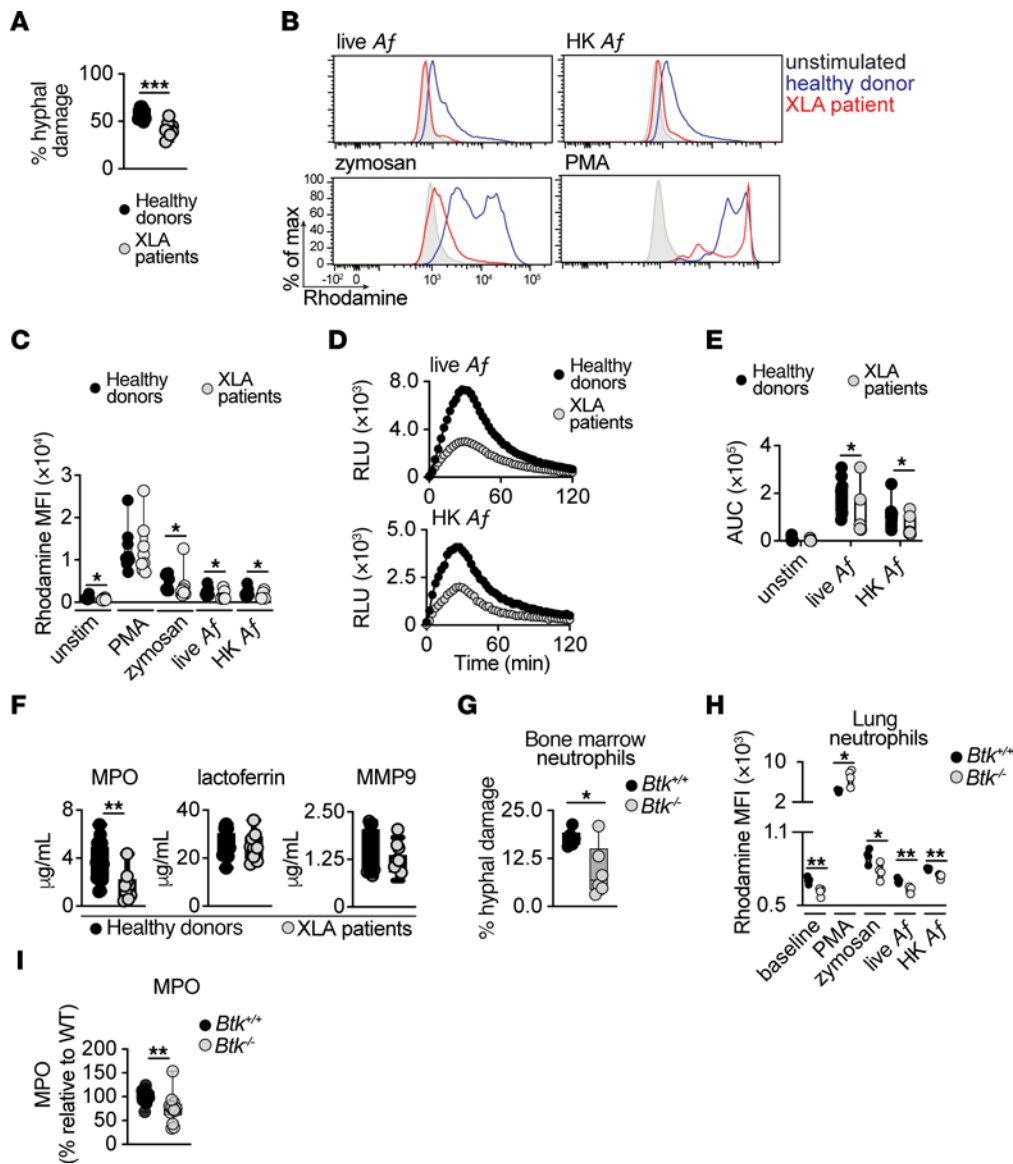 A
% hyphal
damage
100
50
0
***
Healthy
donors
XLA
patients
B
live Af
HK Af
unstimulated
healthy donor
XLA patient
zymosan
PMA
% of max
100
80
60
40
20
0
-10²
0
10³
10⁴
10⁵
Rhodamine
C
Healthy
donors
XLA
patients
Rhodamine MFI (×10⁴)
3
2
1
0
*
*
*
*
unstim
PMA
zymosan
live Af
HK Af
D
live Af
RLU (×10³)
8.0
4.0
0
Healthy
donors
XLA
patients
0
60
120
HK Af
RLU (×10³)
5.0
2.5
0
0
60
120
Time (min)
E
Healthy
donors
XLA
patients
AUC (×10⁵)
4
2
0
*
*
unstim
live Af
HK Af
F
MPO
µg/mL
8
4
0
**
lactoferrin
µg/mL
40
20
0
MMP9
µg/mL
2.50
1.25
0
Healthy donors
XLA patients
G
Bone marrow
neutrophils
Btk+/+
Btk-/-
% hyphal damage
25.0
12.5
0
*
H
Lung
neutrophils
Btk+/+
Btk-/-
Rhodamine MFI (×10³)
10
2
1.1
0.5
**
*
*
**
**
baseline
PMA
zymosan
live Af
HK Af
I
MPO
Btk+/+
Btk-/-
MPO
(% relative to WT)
200
150
100
50
0
**